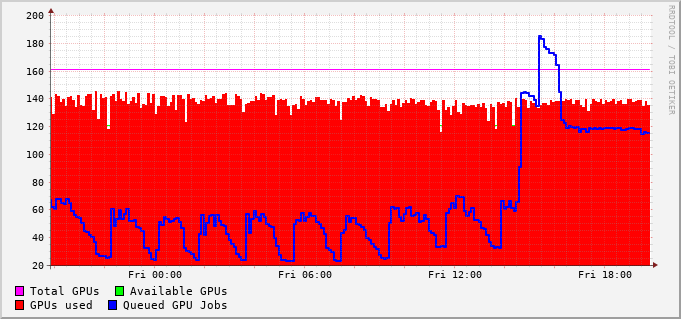 200
180
160
140
120
100
80
60
40
20
Fri 00:00 Fri 06:00 Fri 12:00 Fri 18:00
Total GPUs Available GPUs
GPUs used Queued GPU Jobs
RRDTOOL / TOBI OETIKER